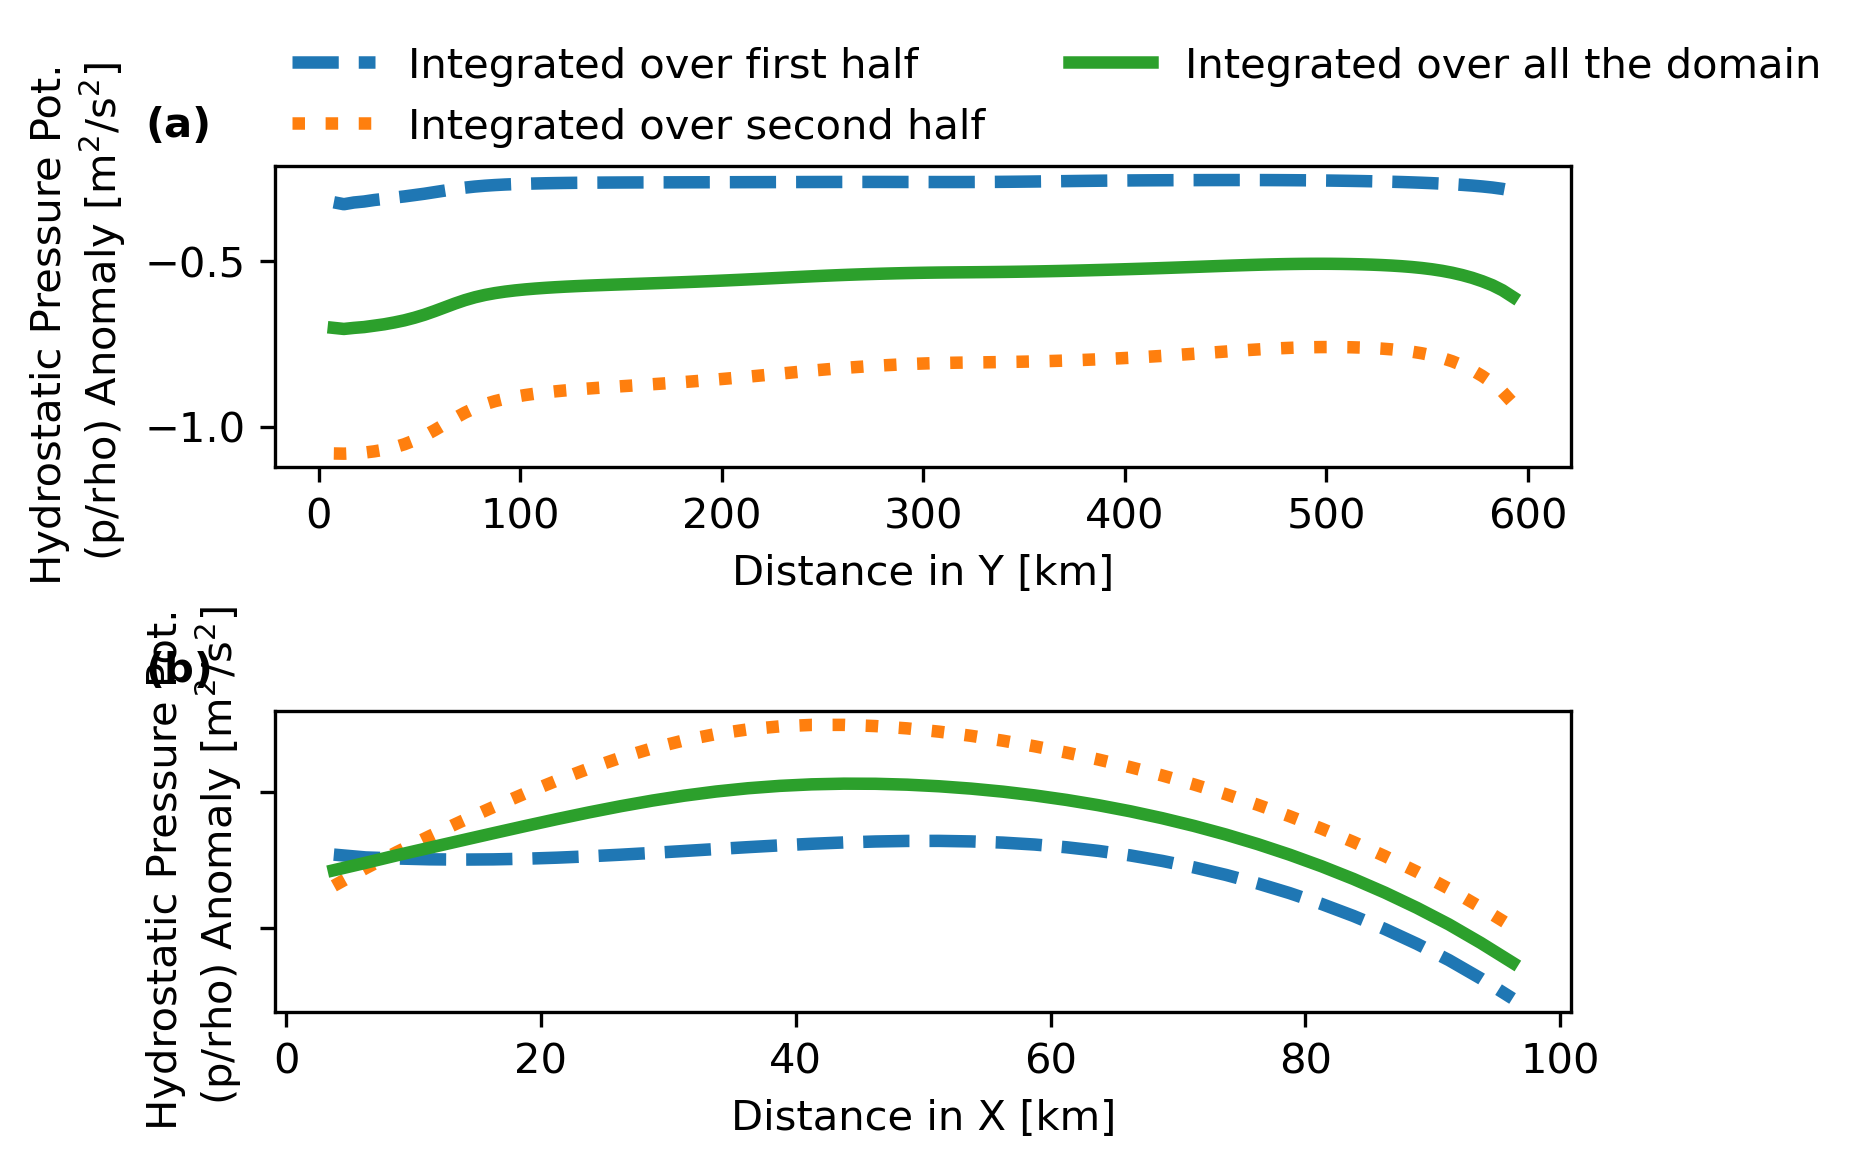 Integrated over first half
Integrated over second half
Integrated over all the domain
(a)
Hydrostatic Pressure Pot.
(p/rho) Anomaly [m²/s²]
−0.5
−1.0
0 100 200 300 400 500 600
Distance in Y [km]
(b)
Hydrostatic Pressure Pot.
(p/rho) Anomaly [m²/s²]
0 20 40 60 80 100
Distance in X [km]